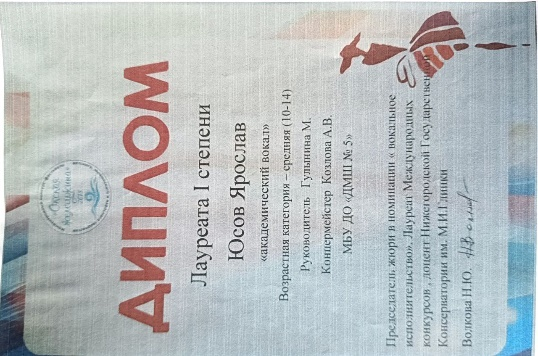 ДИПЛОМ
Лауреата I степени
Юсов Ярослав
«академический вокал»
Возрастная категория – средняя (10-14)
Руководитель Гулынина М.
Концермейстер Козлова А.В.
МБУ ДО «ДМШ № 5»
Председатель жюри в номинации « вокальное
исполнительство». Лауреат Международных
конкурсов , доцент Нижегородской Государственной
Консерватории им. М.И.Глинки
Волкова Н.Ю.